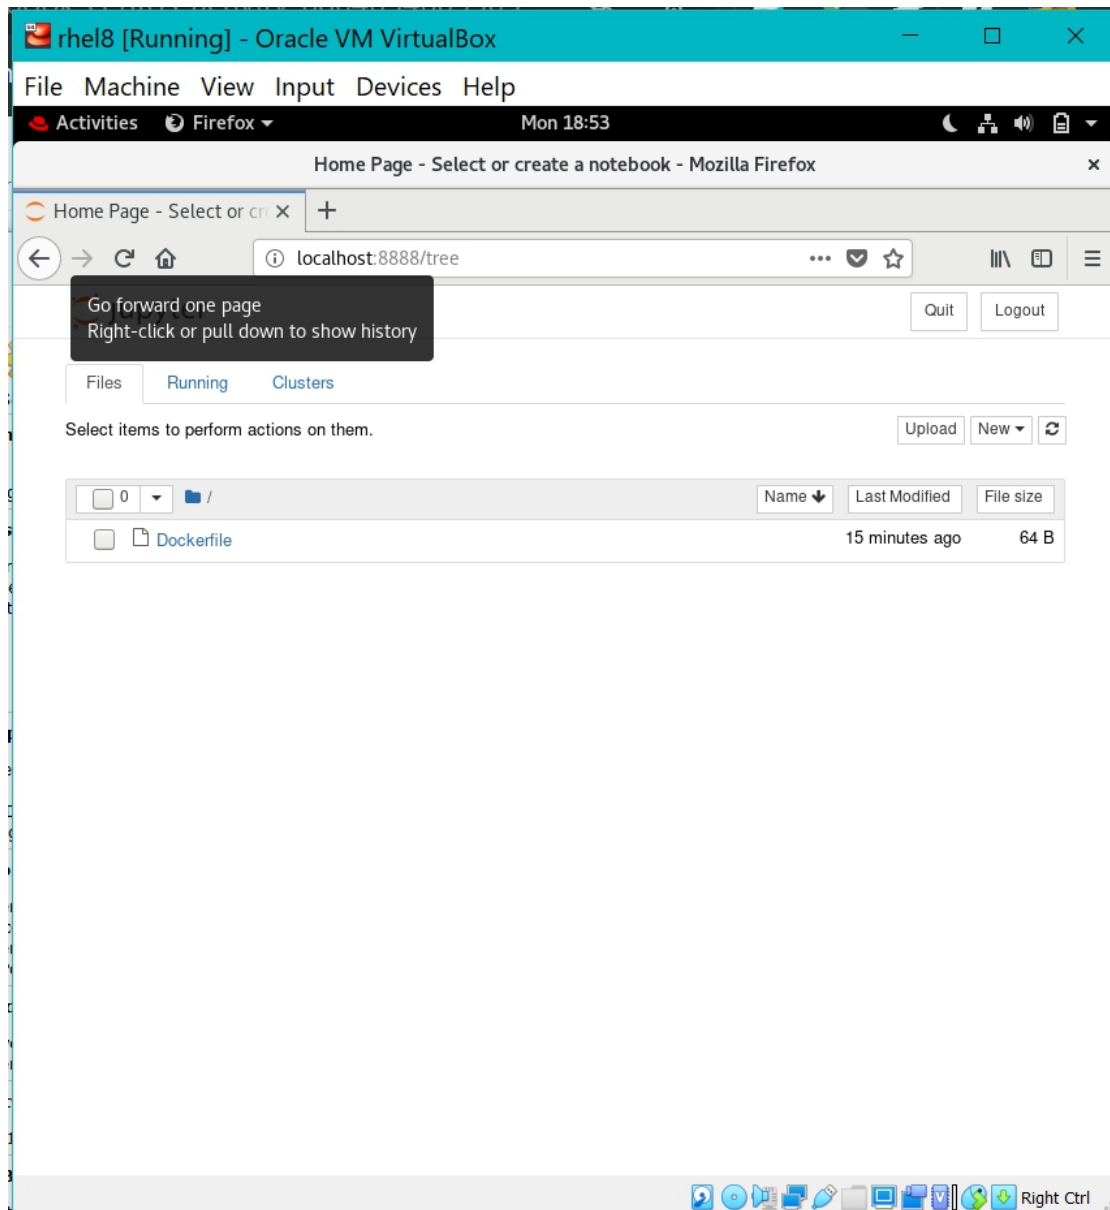 rhel8 [Running] - Oracle VM VirtualBox
File Machine View Input Devices Help
Activities Firefox Mon 18:53
Home Page - Select or create a notebook - Mozilla Firefox
Home Page - Select or cr
localhost:8888/tree
Go forward one page
Right-click or pull down to show history
Quit Logout
Files Running Clusters
Select items to perform actions on them.
Upload New
0 / Name Last Modified File size
Dockerfile 15 minutes ago 64 B
Right Ctrl